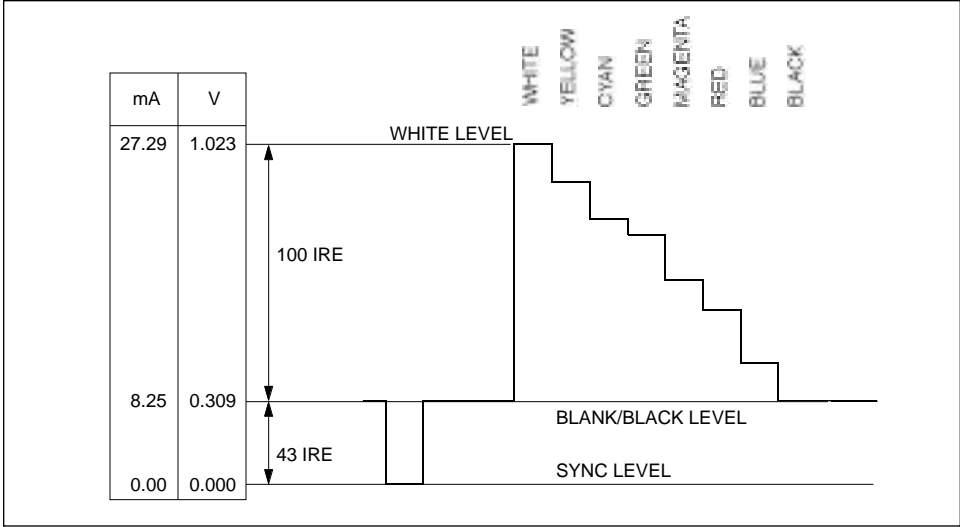 WHITE
YELLOW
CYAN
GREEN
MAGENTA
RED
BLUE
BLACK
mA V
WHITE LEVEL
27.29 1.023
100 IRE
8.25 0.309
BLANK/BLACK LEVEL
43 IRE
SYNC LEVEL
0.00 0.000